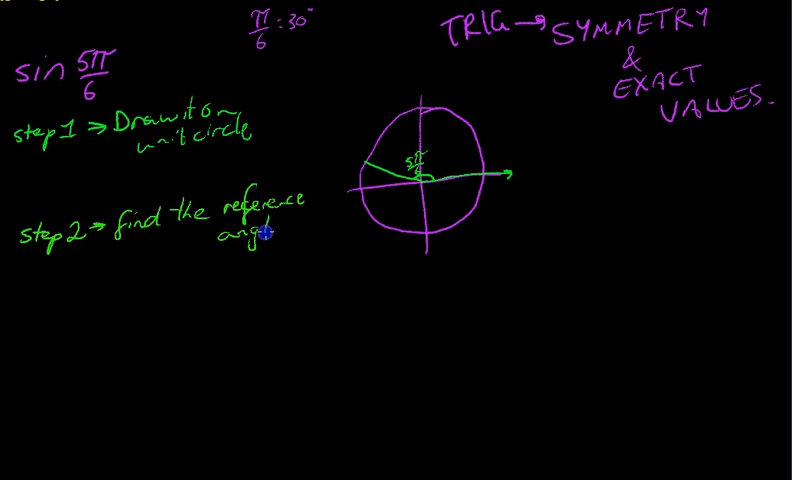 π/6 : 30°
TRIG → SYMMETRY
&
EXACT
VALUES.
sin 5π/6
step 1 → Draw it on
unit circle
5π/6
step 2 → find the reference
angl